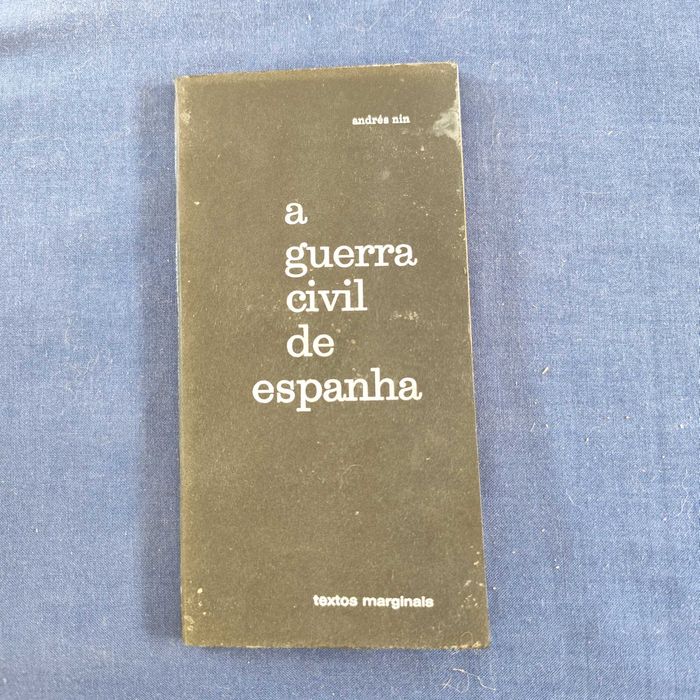 andrés nin
a
guerra
civil
de
espanha
textos marginais